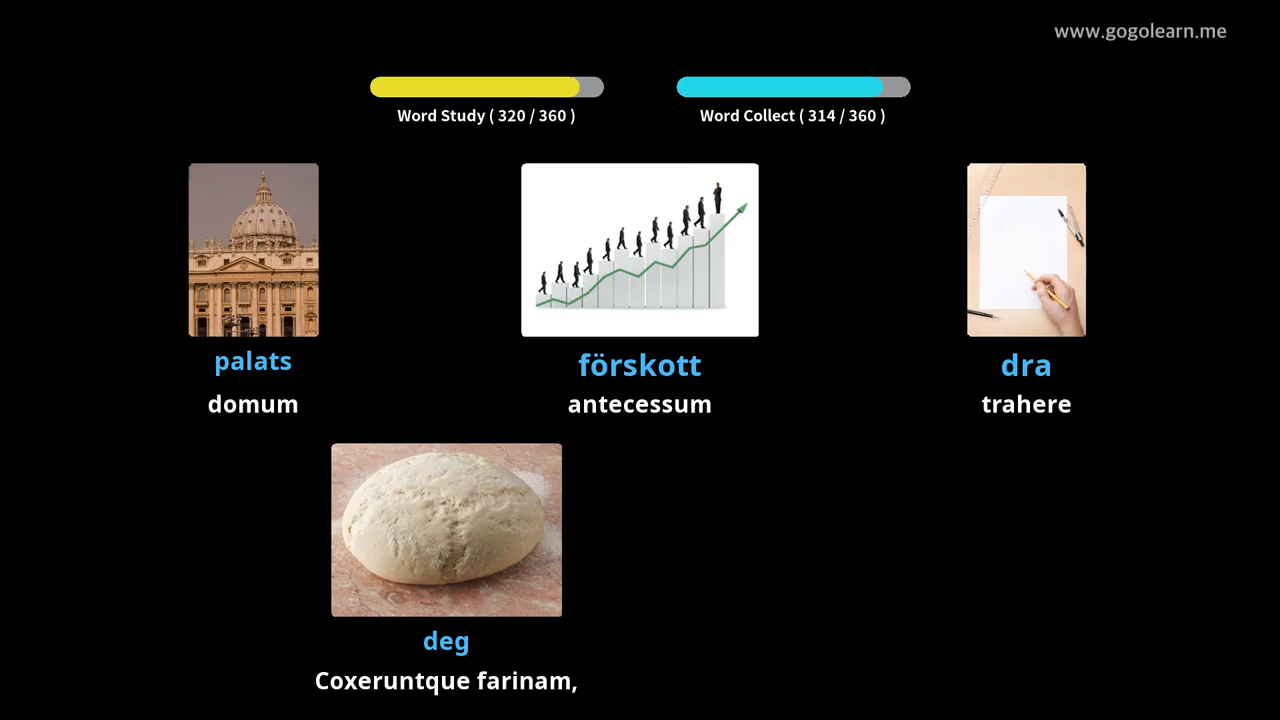 www.gogolearn.me
Word Study ( 320 / 360 )
Word Collect ( 314 / 360 )
palats
domum
förskott
antecessum
dra
trahere
deg
Coxeruntque farinam,